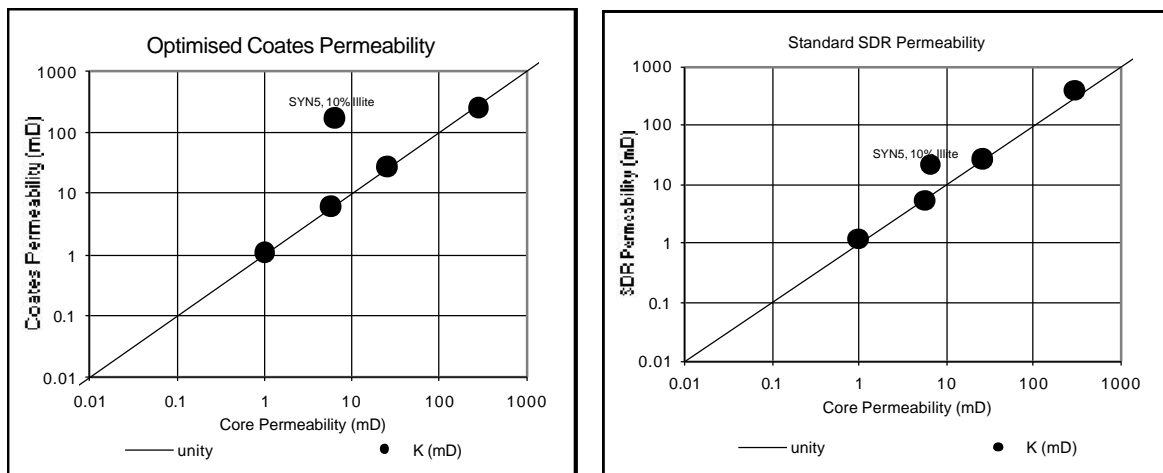 Optimised Coates Permeability
1000
SYN5, 10% Illite
100
10
1
0.1
0.01
Coates Permeability (mD)
0.01 0.1 1 10 100 1000
Core Permeability (mD)
unity K (mD)
Standard SDR Permeability
1000
100
SYN5, 10% Illite
10
1
0.1
0.01
SDR Permeability (mD)
0.01 0.1 1 10 100 1000
Core Permeability (mD)
unity K (mD)